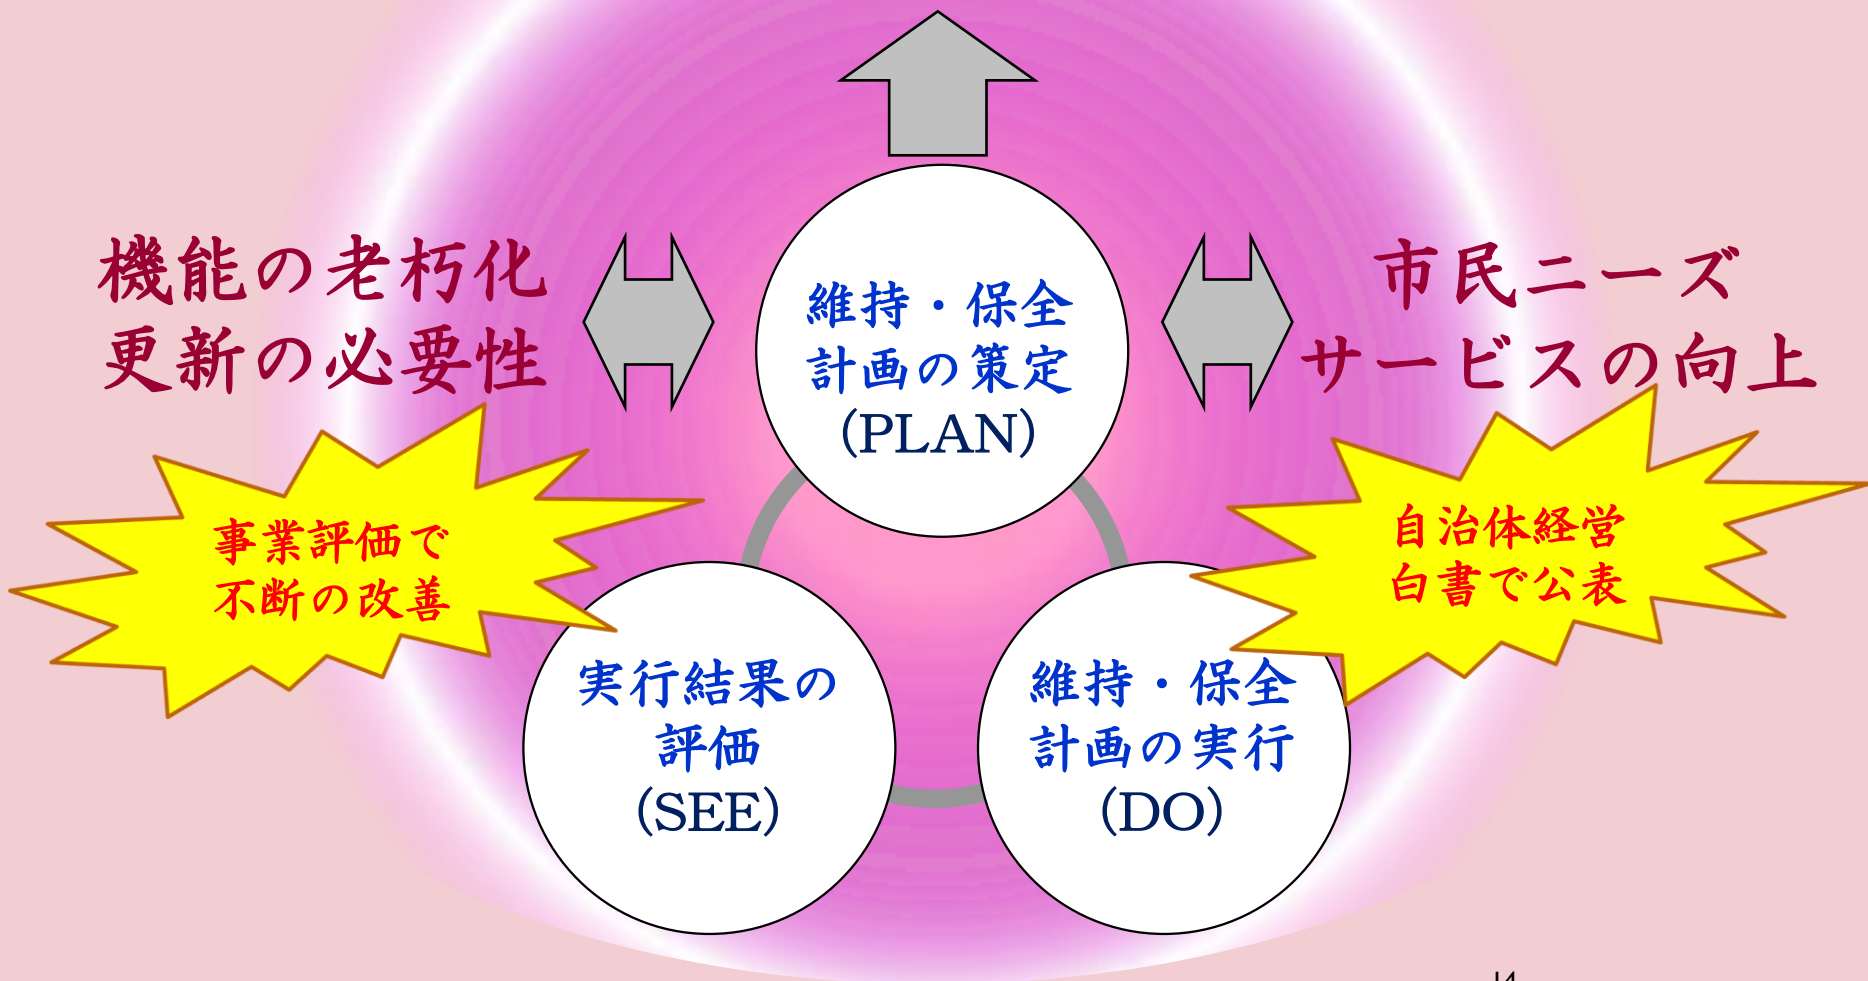 機能の老朽化
更新の必要性
維持・保全
計画の策定
(PLAN)
市民ニーズ
サービスの向上
事業評価で
不断の改善
自治体経営
白書で公表
実行結果の
評価
(SEE)
維持・保全
計画の実行
(DO)
14